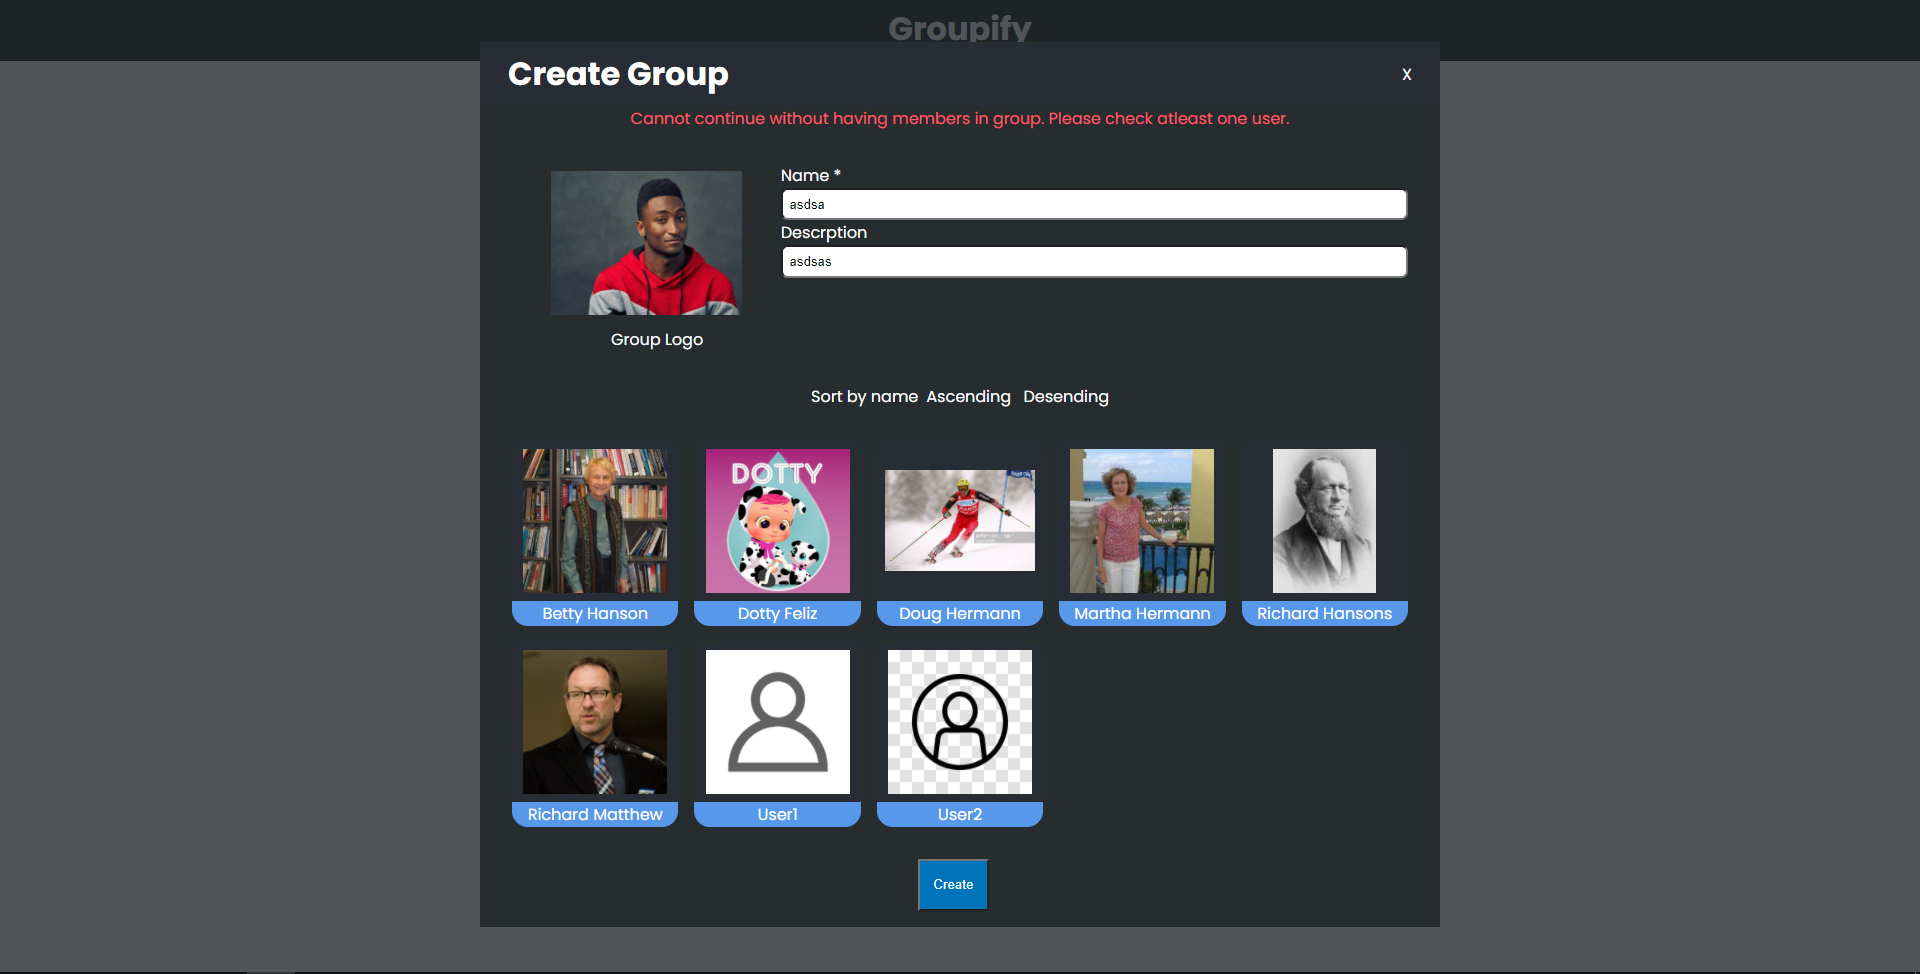 Groupify
Create Group
X
Cannot continue without having members in group. Please check atleast one user.
Name *
asdsa
Descrption
asdsas
Group Logo
Sort by name Ascending Desending
DOTTY
Betty Hanson Dotty Feliz Doug Hermann Martha Hermann Richard Hansons
Richard Matthew User1 User2
Create